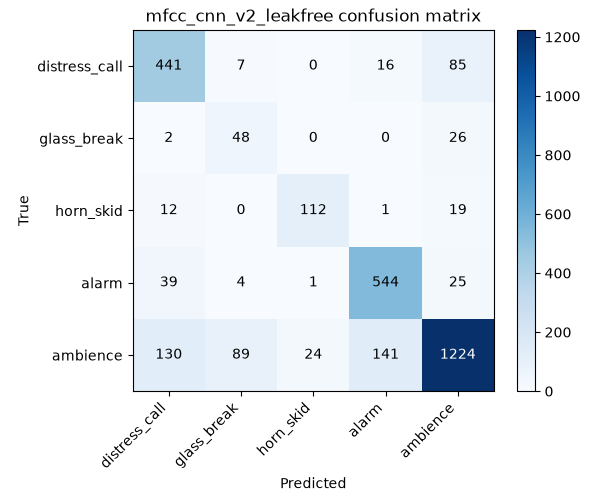 mfcc_cnn_v2_leakfree confusion matrix
True
distress_call 441 7 0 16 85
glass_break 2 48 0 0 26
horn_skid 12 0 112 1 19
alarm 39 4 1 544 25
ambience 130 89 24 141 1224
distress_call glass_break horn_skid alarm ambience
Predicted
1200
1000
800
600
400
200
0